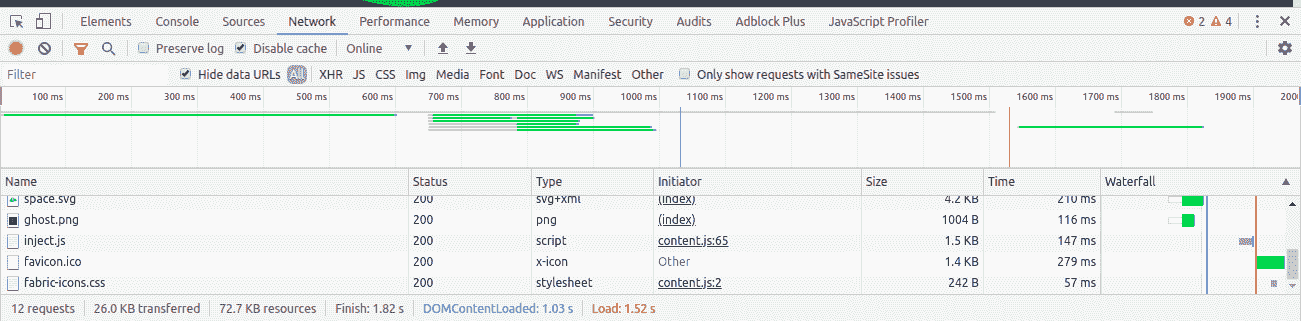 Elements Console Sources Network Performance Memory Application Security Audits Adblock Plus JavaScript Profiler 2 4
Preserve log Disable cache Online
Filter Hide data URLs All XHR JS CSS Img Media Font Doc WS Manifest Other Only show requests with SameSite issues
100 ms 200 ms 300 ms 400 ms 500 ms 600 ms 700 ms 800 ms 900 ms 1000 ms 1100 ms 1200 ms 1300 ms 1400 ms 1500 ms 1600 ms 1700 ms 1800 ms 1900 ms 2000
Name Status Type Initiator Size Time Waterfall
space.svg 200 svg+xml (index) 4.2 KB 210 ms
ghost.png 200 png (index) 1004 B 116 ms
inject.js 200 script content.js:65 1.5 KB 147 ms
favicon.ico 200 x-icon Other 1.4 KB 279 ms
fabric-icons.css 200 stylesheet content.js:2 242 B 57 ms
12 requests 26.0 KB transferred 72.7 KB resources Finish: 1.82 s DOMContentLoaded: 1.03 s Load: 1.52 s